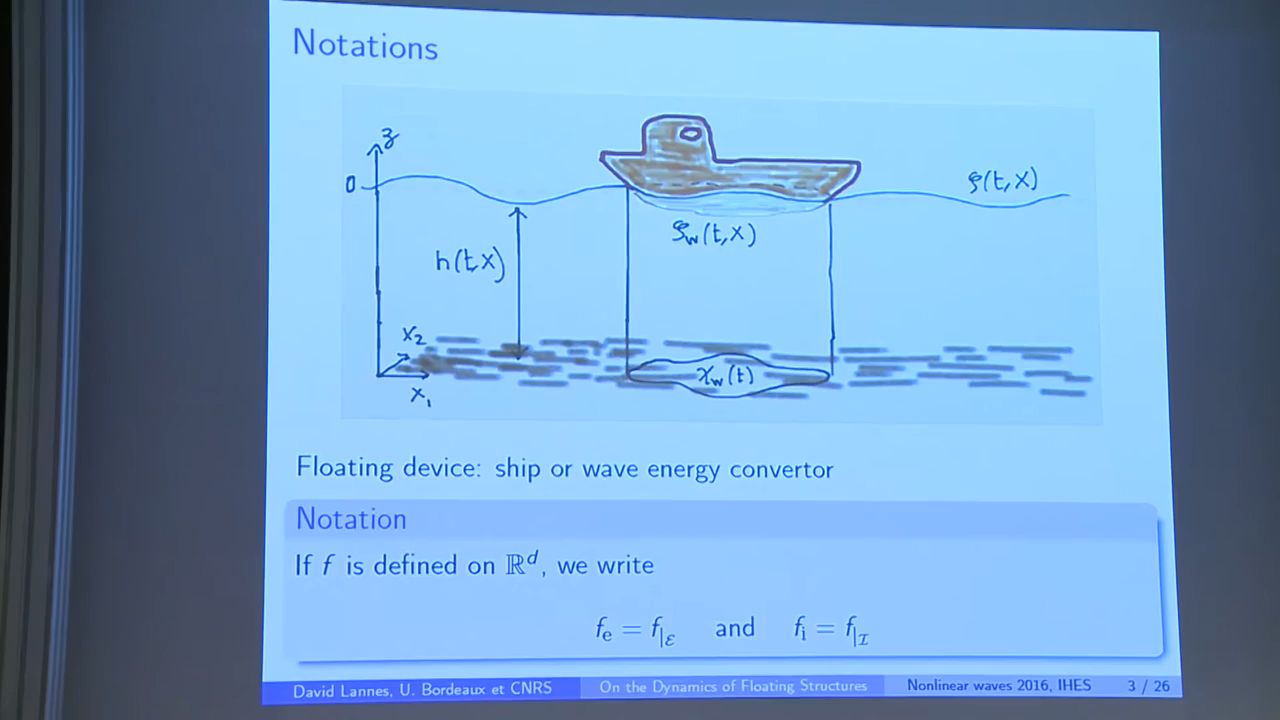 Notations
z
0
ζ(t,X)
ζw(t,X)
h(t,X)
x₂
χw(t)
x₁
Floating device: ship or wave energy convertor
Notation
If f is defined on ℝᵈ, we write
fₑ = f|ℰ and fᵢ = f|ℐ
David Lannes, U. Bordeaux et CNRS On the Dynamics of Floating Structures Nonlinear waves 2016, IHES 3 / 26